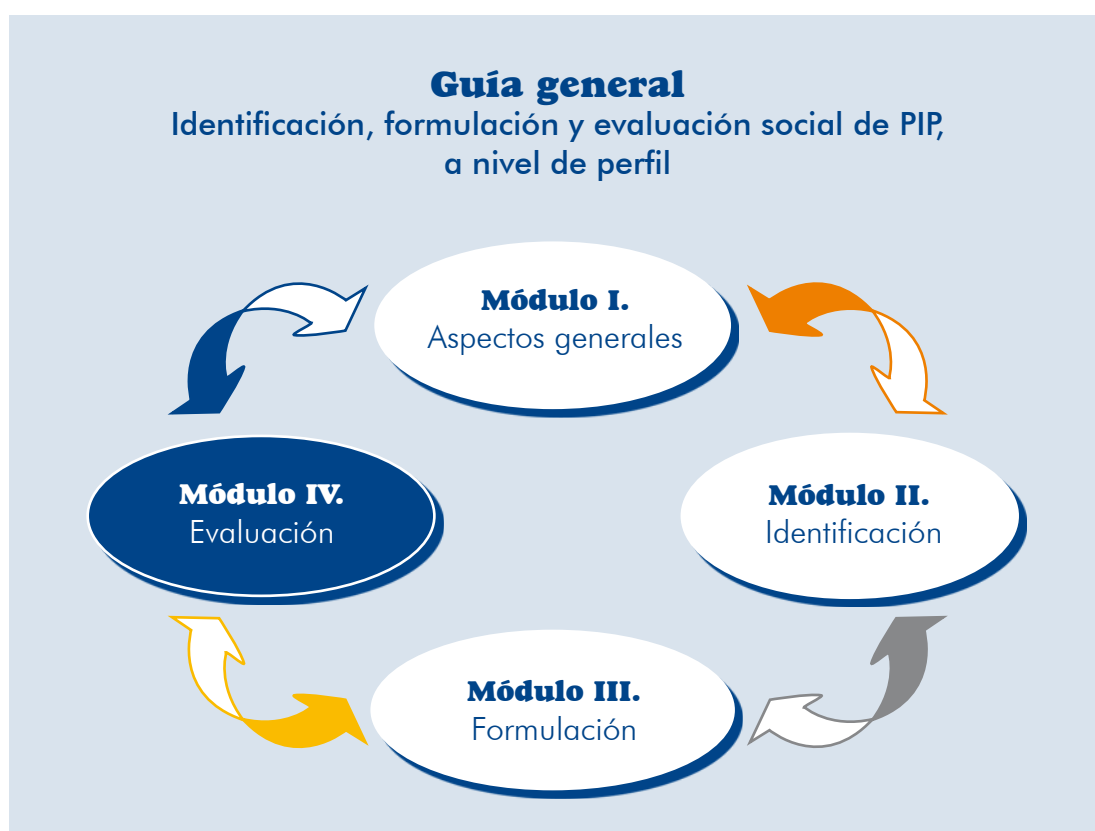 Guía general
Identificación, formulación y evaluación social de PIP,
a nivel de perfil
Módulo I.
Aspectos generales
Módulo IV.
Evaluación
Módulo II.
Identificación
Módulo III.
Formulación